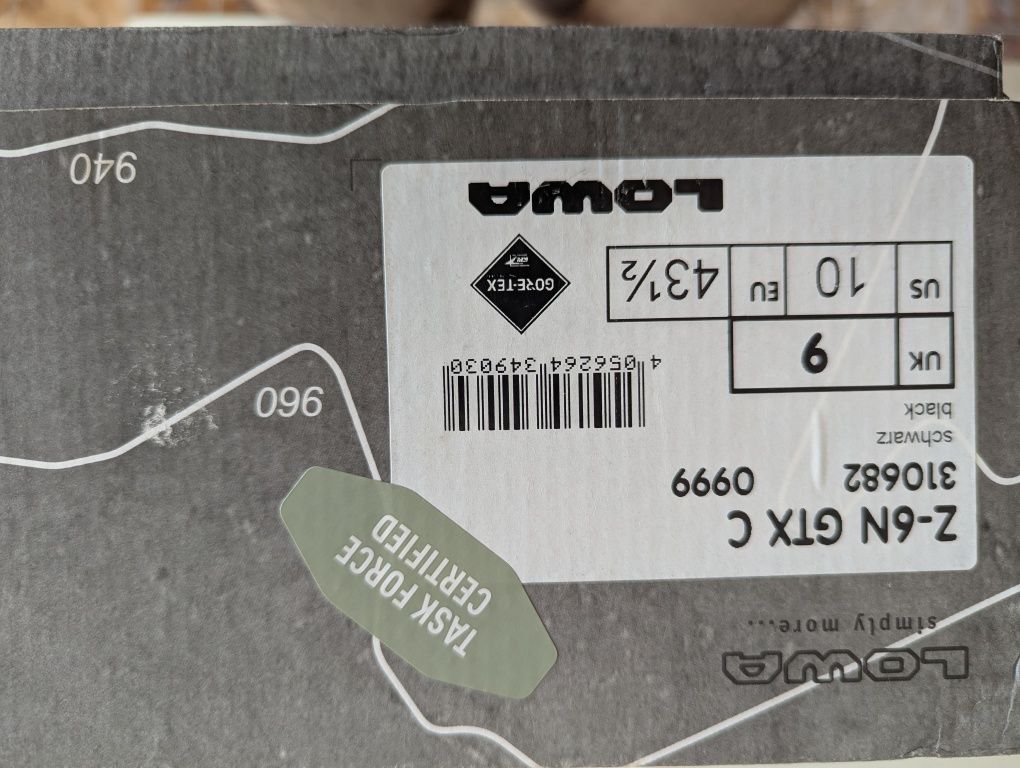 LOWA
simply more...
TASK FORCE
CERTIFIED
Z-6N GTX C
310682 0999
schwarz
black
UK 9
US 10 EU 43½
4 056264 349030
GORE-TEX
LOWA
960
940